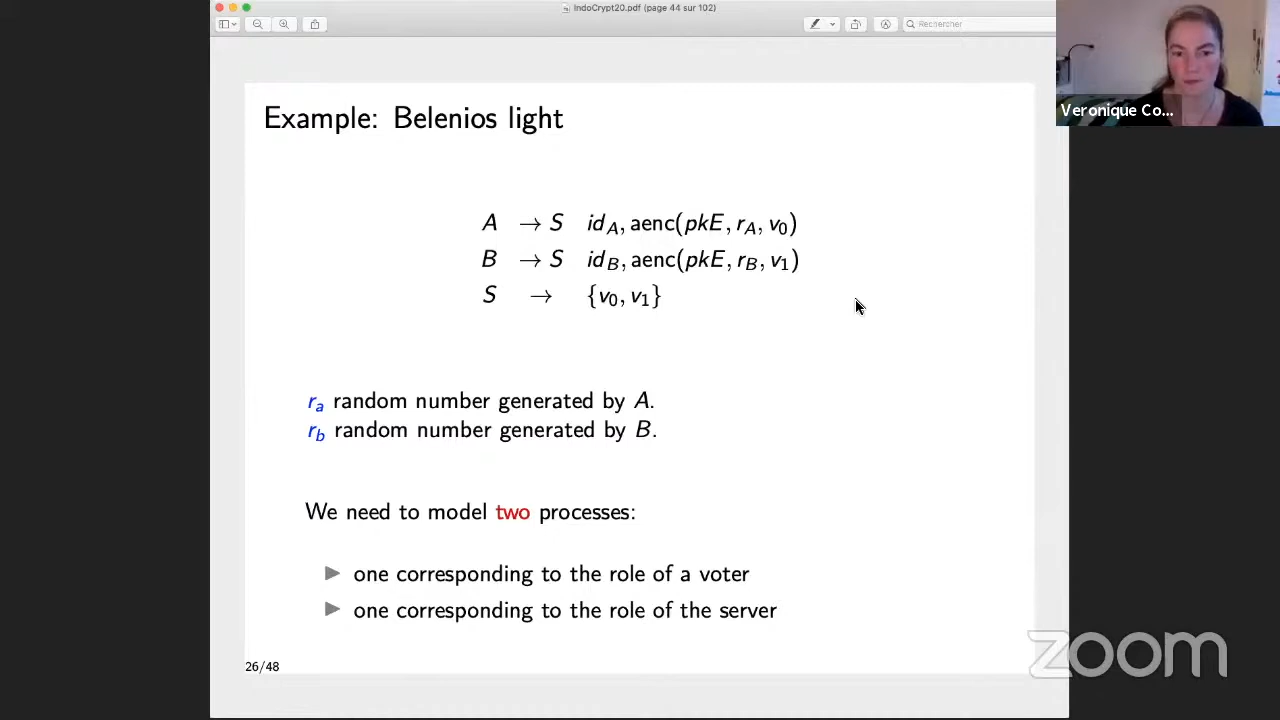 IndoCrypt20.pdf (page 44 sur 102)
Rechercher
Veronique Co...
Example: Belenios light
A → S id_A, aenc(pkE, r_A, v_0)
B → S id_B, aenc(pkE, r_B, v_1)
S → {v_0, v_1}
r_a random number generated by A.
r_b random number generated by B.
We need to model two processes:
▶ one corresponding to the role of a voter
▶ one corresponding to the role of the server
26/48
zoom